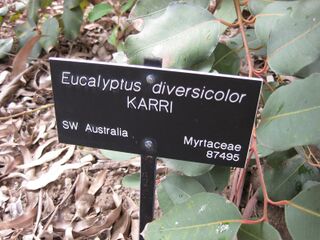 Eucalyptus diversicolor
KARRI
SW Australia
Myrtaceae
87495